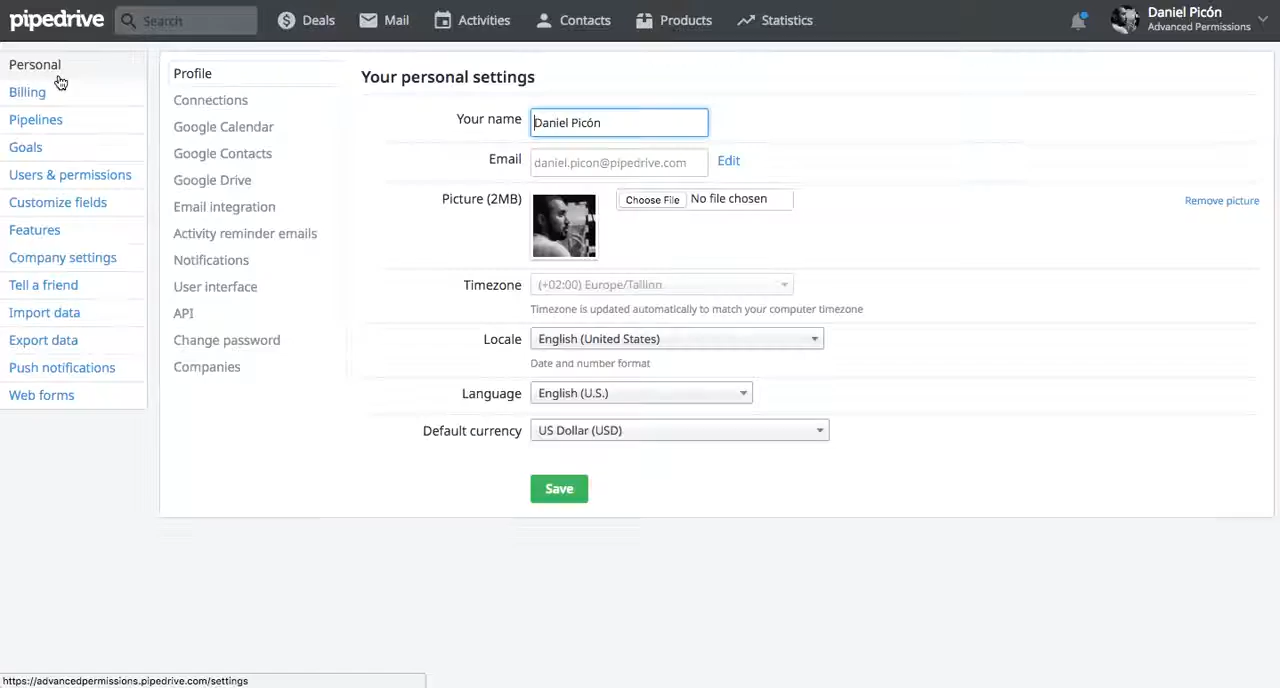 pipedrive
Search
Deals
Mail
Activities
Contacts
Products
Statistics
Daniel Picón
Advanced Permissions
Personal
Billing
Pipelines
Goals
Users & permissions
Customize fields
Features
Company settings
Tell a friend
Import data
Export data
Push notifications
Web forms
Profile
Connections
Google Calendar
Google Contacts
Google Drive
Email integration
Activity reminder emails
Notifications
User interface
API
Change password
Companies
Your personal settings
Your name Daniel Picón
Email daniel.picon@pipedrive.com Edit
Picture (2MB) Choose File No file chosen Remove picture
Timezone (+02:00) Europe/Tallinn
Timezone is updated automatically to match your computer timezone
Locale English (United States)
Date and number format
Language English (U.S.)
Default currency US Dollar (USD)
Save
https://advancedpermissions.pipedrive.com/settings